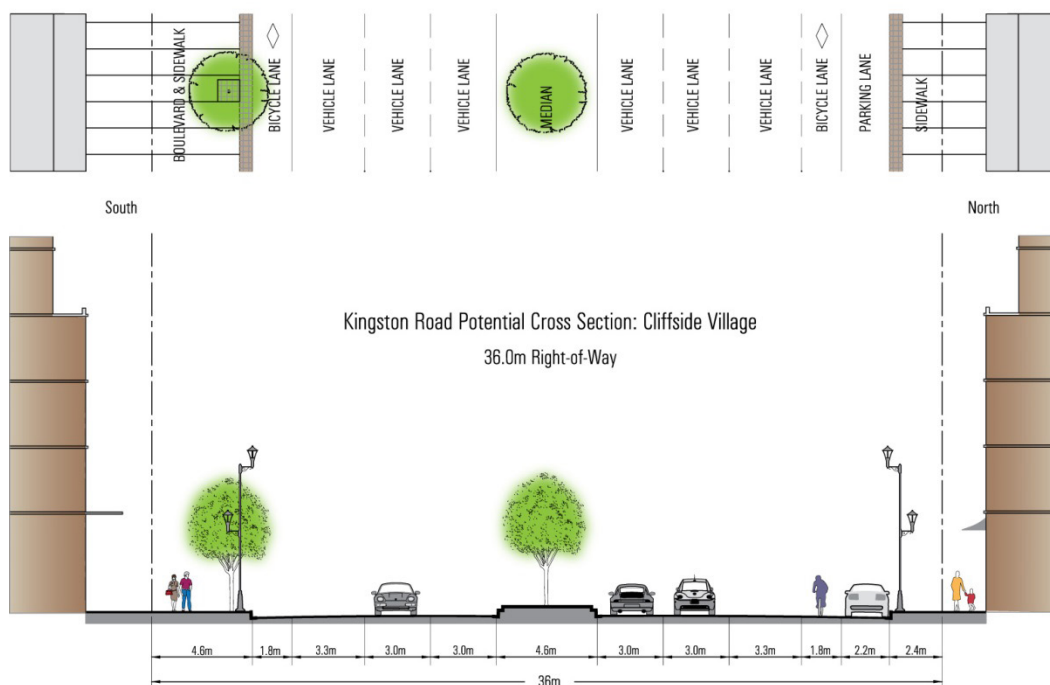 BOULEVARD & SIDEWALK
BICYCLE LANE
VEHICLE LANE
VEHICLE LANE
VEHICLE LANE
MEDIAN
VEHICLE LANE
VEHICLE LANE
VEHICLE LANE
BICYCLE LANE
PARKING LANE
SIDEWALK
South
North
Kingston Road Potential Cross Section: Cliffside Village
36.0m Right-of-Way
4.6m 1.8m 3.3m 3.0m 3.0m 4.6m 3.0m 3.0m 3.3m 1.8m 2.2m 2.4m
36m